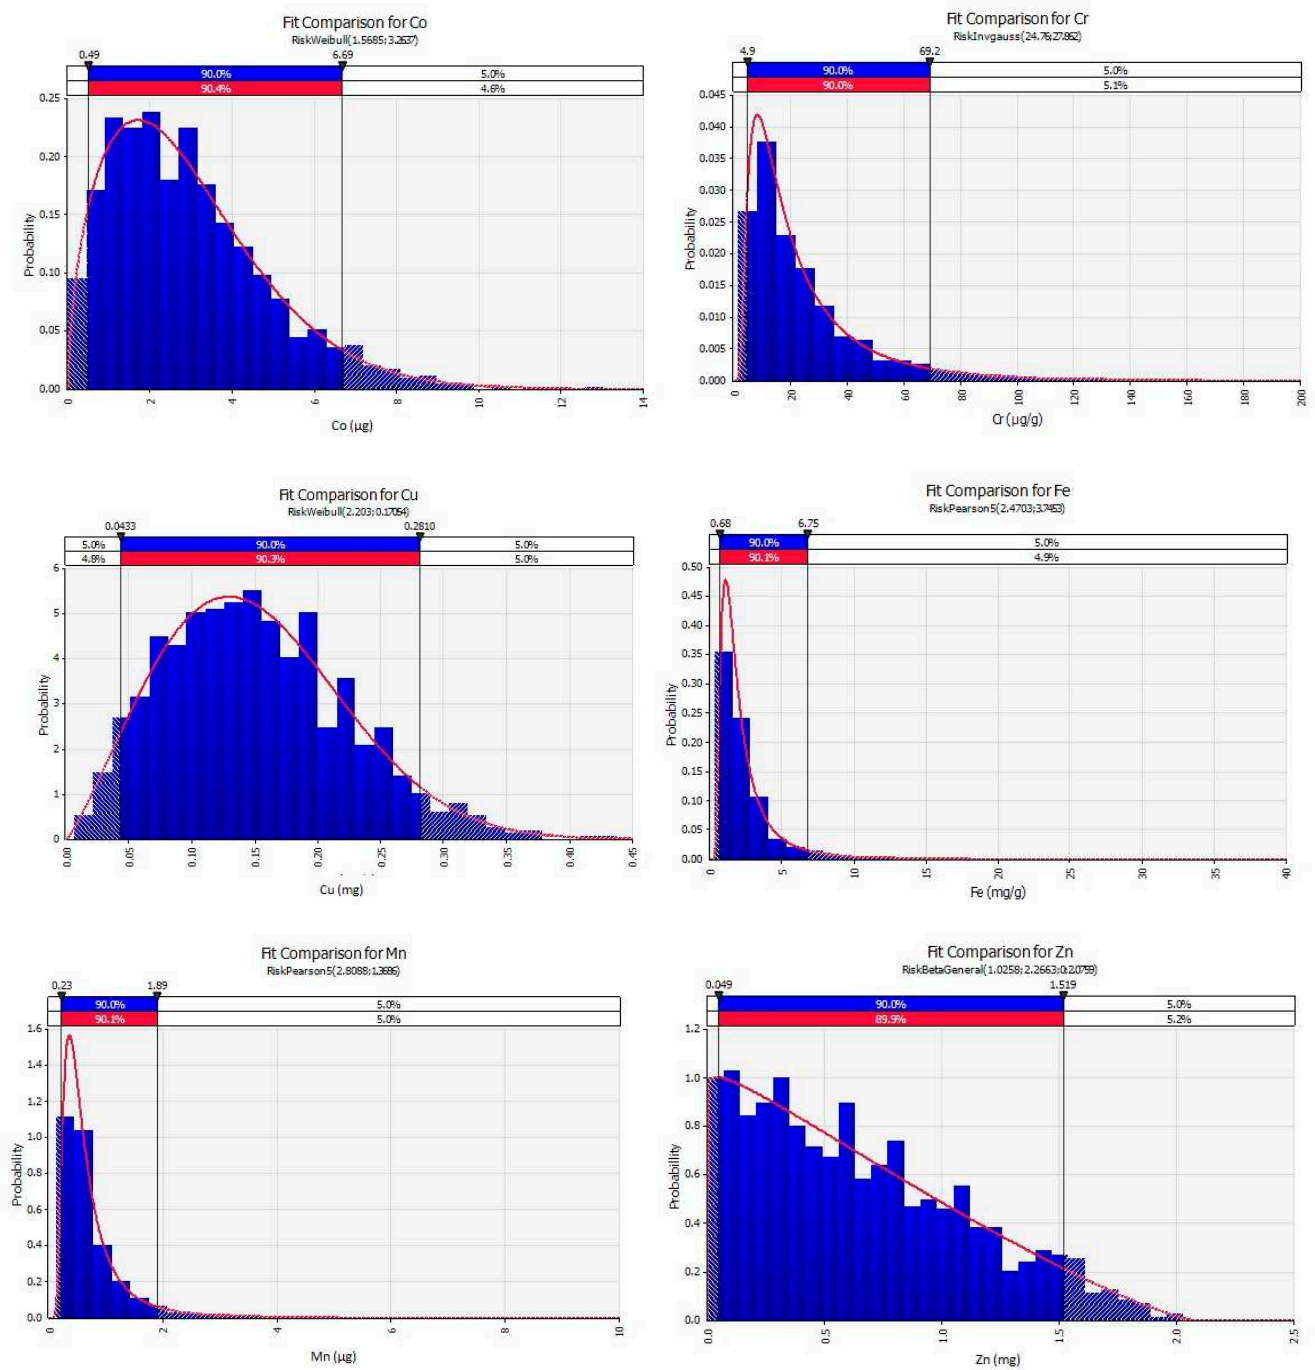 Fit Comparison for Co
RiskWeibull(1.5685;3.2637)
0.49 6.69
90.0% 5.0%
90.4% 4.6%
0.25
0.20
0.15
0.10
0.05
0.00
Probability
0 2 4 6 8 10 12 14
Co (µg)
Fit Comparison for Cr
RiskInvgauss(24.76;27.862)
4.9 69.2
90.0% 5.0%
90.0% 5.1%
0.045
0.040
0.035
0.030
0.025
0.020
0.015
0.010
0.005
0.000
Probability
0 20 40 60 80 100 120 140 160 180 200
Cr (µg/g)
Fit Comparison for Cu
RiskWeibull(2.203;0.17054)
0.0433 0.2810
5.0% 90.0% 5.0%
4.8% 90.3% 5.0%
6
5
4
3
2
1
0
Probability
0.00 0.05 0.10 0.15 0.20 0.25 0.30 0.35 0.40 0.45
Cu (mg)
Fit Comparison for Fe
RiskPearson5(2.4703;3.7453)
0.68 6.75
90.0% 5.0%
90.1% 4.9%
0.50
0.45
0.40
0.35
0.30
0.25
0.20
0.15
0.10
0.05
0.00
Probability
0 5 10 15 20 25 30 35 40
Fe (mg/g)
Fit Comparison for Mn
RiskPearson5(2.8088;1.3686)
0.23 1.89
90.0% 5.0%
90.1% 5.0%
1.6
1.4
1.2
1.0
0.8
0.6
0.4
0.2
0.0
Probability
0 2 4 6 8 10
Mn (µg)
Fit Comparison for Zn
RiskBetaGeneral(1.0258;2.2663;0;2.0759)
0.049 1.519
90.0% 5.0%
89.9% 5.2%
1.2
1.0
0.8
0.6
0.4
0.2
0.0
Probability
0.0 0.5 1.0 1.5 2.0 2.5
Zn (mg)